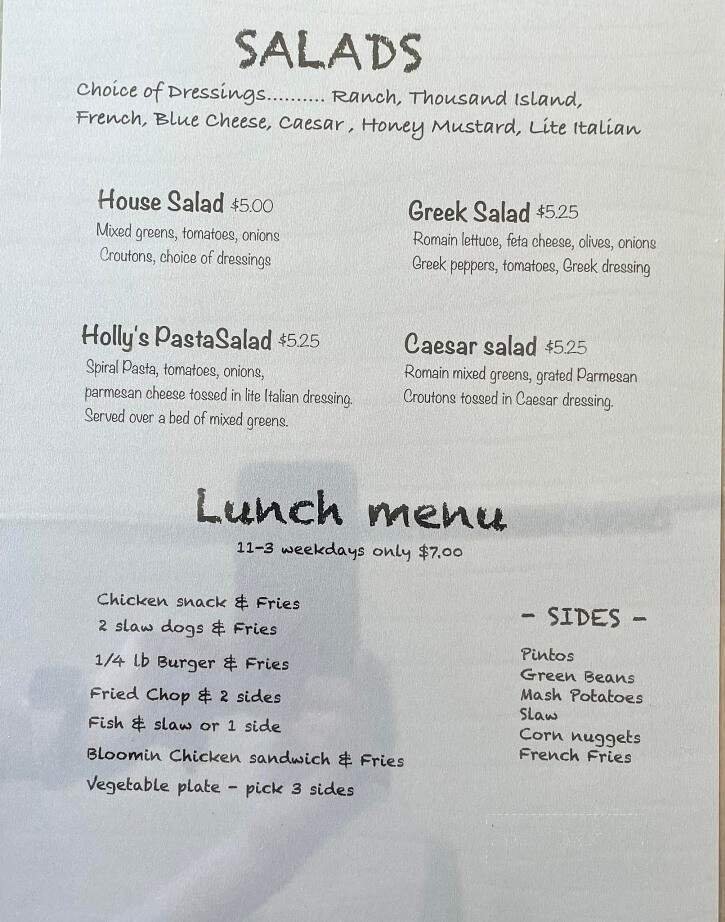 SALADS
Choice of Dressings.......... Ranch, Thousand Island,
French, Blue Cheese, Caesar, Honey Mustard, Lite Italian
House Salad $5.00
Mixed greens, tomatoes, onions
Croutons, choice of dressings
Greek Salad $5.25
Romain lettuce, feta cheese, olives, onions
Greek peppers, tomatoes, Greek dressing
Holly's PastaSalad $5.25
Spiral Pasta, tomatoes, onions,
parmesan cheese tossed in lite Italian dressing.
Served over a bed of mixed greens.
Caesar salad $5.25
Romain mixed greens, grated Parmesan
Croutons tossed in Caesar dressing.
Lunch menu
11-3 weekdays only $7.00
Chicken snack & Fries
2 slaw dogs & Fries
1/4 lb Burger & Fries
Fried Chop & 2 sides
Fish & slaw or 1 side
Bloomin Chicken sandwich & Fries
Vegetable plate - pick 3 sides
- SIDES -
Pintos
Green Beans
Mash Potatoes
Slaw
Corn nuggets
French Fries